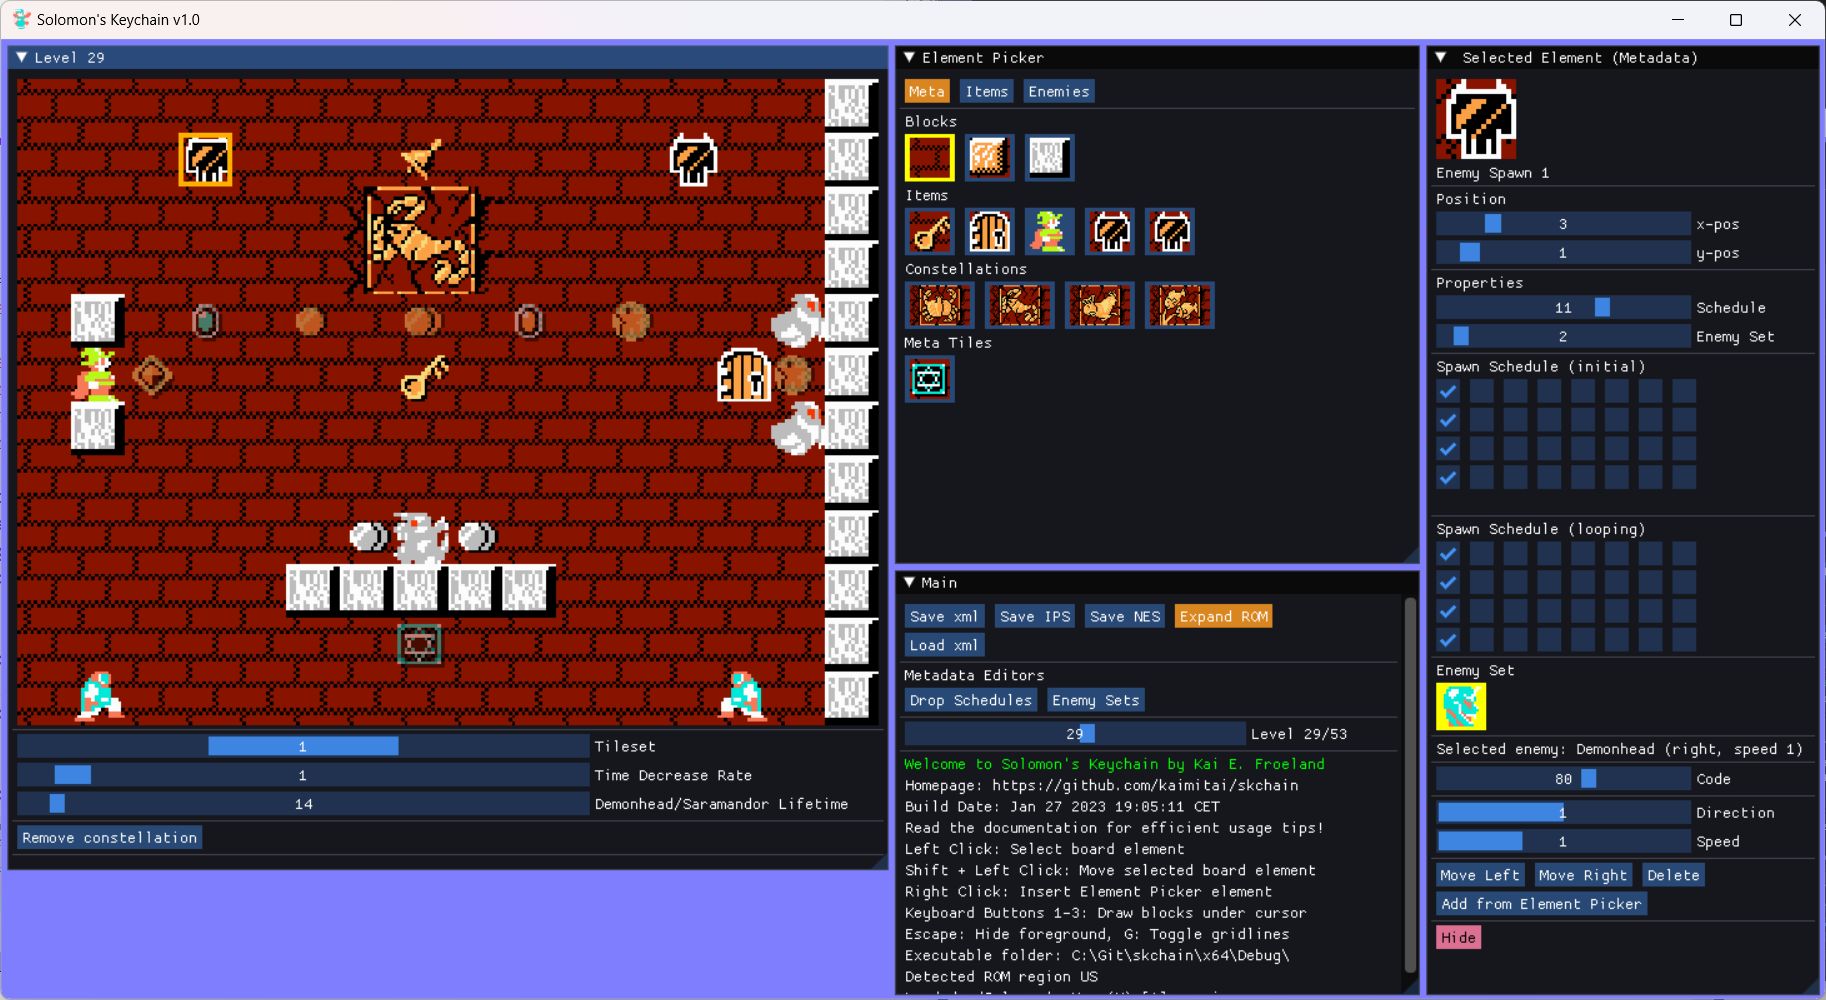 Solomon's Keychain v1.0
Level 29
1 Tileset
1 Time Decrease Rate
14 Demonhead/Saramandor Lifetime
Remove constellation
Element Picker
Meta Items Enemies
Blocks
Items
Constellations
Meta Tiles
Main
Save xml Save IPS Save NES Expand ROM
Load xml
Metadata Editors
Drop Schedules Enemy Sets
29 Level 29/53
Welcome to Solomon's Keychain by Kai E. Froeland
Homepage: https://github.com/kaimitai/skchain
Build Date: Jan 27 2023 19:05:11 CET
Read the documentation for efficient usage tips!
Left Click: Select board element
Shift + Left Click: Move selected board element
Right Click: Insert Element Picker element
Keyboard Buttons 1-3: Draw blocks under cursor
Escape: Hide foreground, G: Toggle gridlines
Executable folder: C:\Git\skchain\x64\Debug\
Detected ROM region US
Selected Element (Metadata)
Enemy Spawn 1
Position
3 x-pos
1 y-pos
Properties
11 Schedule
2 Enemy Set
Spawn Schedule (initial)
Spawn Schedule (looping)
Enemy Set
Selected enemy: Demonhead (right, speed 1)
80 Code
1 Direction
1 Speed
Move Left Move Right Delete
Add from Element Picker
Hide